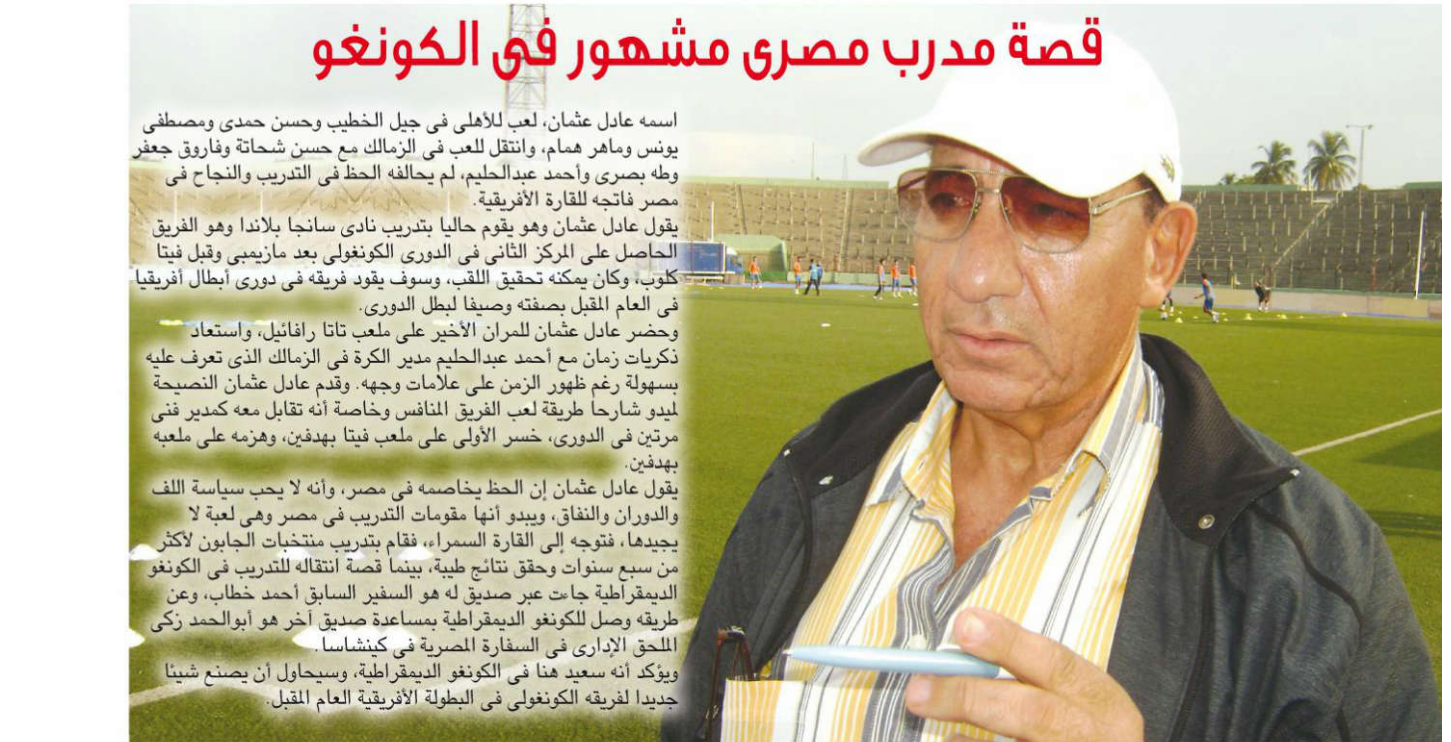 قصة مدرب مصرى مشهور فى الكونغو
اسمه عادل عثمان، لعب للأهلى فى جيل الخطيب وحسن حمدى ومصطفى
يونس وماهر همام، وانتقل للعب فى الزمالك مع حسن شحاتة وفاروق جعفر
وطه بصرى وأحمد عبدالحليم، لم يحالفه الحظ فى التدريب والنجاح فى
مصر فاتجه للقارة الأفريقية.
يقول عادل عثمان وهو يقوم حاليا بتدريب نادى سانجا بلاندا وهو الفريق
الحاصل على المركز الثانى فى الدورى الكونغولى بعد مازيمبى وقبل فيتا
كلوب، وكان يمكنه تحقيق اللقب، وسوف يقود فريقه فى دورى أبطال أفريقيا
فى العام المقبل بصفته وصيفا لبطل الدورى.
وحضر عادل عثمان للمران الأخير على ملعب تاتا رافائيل، واستعاد
ذكريات زمان مع أحمد عبدالحليم مدير الكرة فى الزمالك الذى تعرف عليه
بسهولة رغم ظهور الزمن على علامات وجهه. وقدم عادل عثمان النصيحة
لميدو شارحا طريقة لعب الفريق المنافس وخاصة أنه تقابل معه كمدير فنى
مرتين فى الدورى، خسر الأولى على ملعب فيتا بهدفين، وهزمه على ملعبه
بهدفين.
يقول عادل عثمان إن الحظ يخاصمه فى مصر، وأنه لا يحب سياسة اللف
والدوران والنفاق، ويبدو أنها مقومات التدريب فى مصر وهى لعبة لا
يجيدها، فتوجه إلى القارة السمراء، فقام بتدريب منتخبات الجابون لأكثر
من سبع سنوات وحقق نتائج طيبة، بينما قصة انتقاله للتدريب فى الكونغو
الديمقراطية جاءت عبر صديق له هو السفير السابق أحمد خطاب، وعن
طريقه وصل للكونغو الديمقراطية بمساعدة صديق آخر هو أبوالحمد زكى
الملحق الإدارى فى السفارة المصرية فى كينشاسا.
ويؤكد أنه سعيد هنا فى الكونغو الديمقراطية، وسيحاول أن يصنع شيئا
جديدا لفريقه الكونغولى فى البطولة الأفريقية العام المقبل.